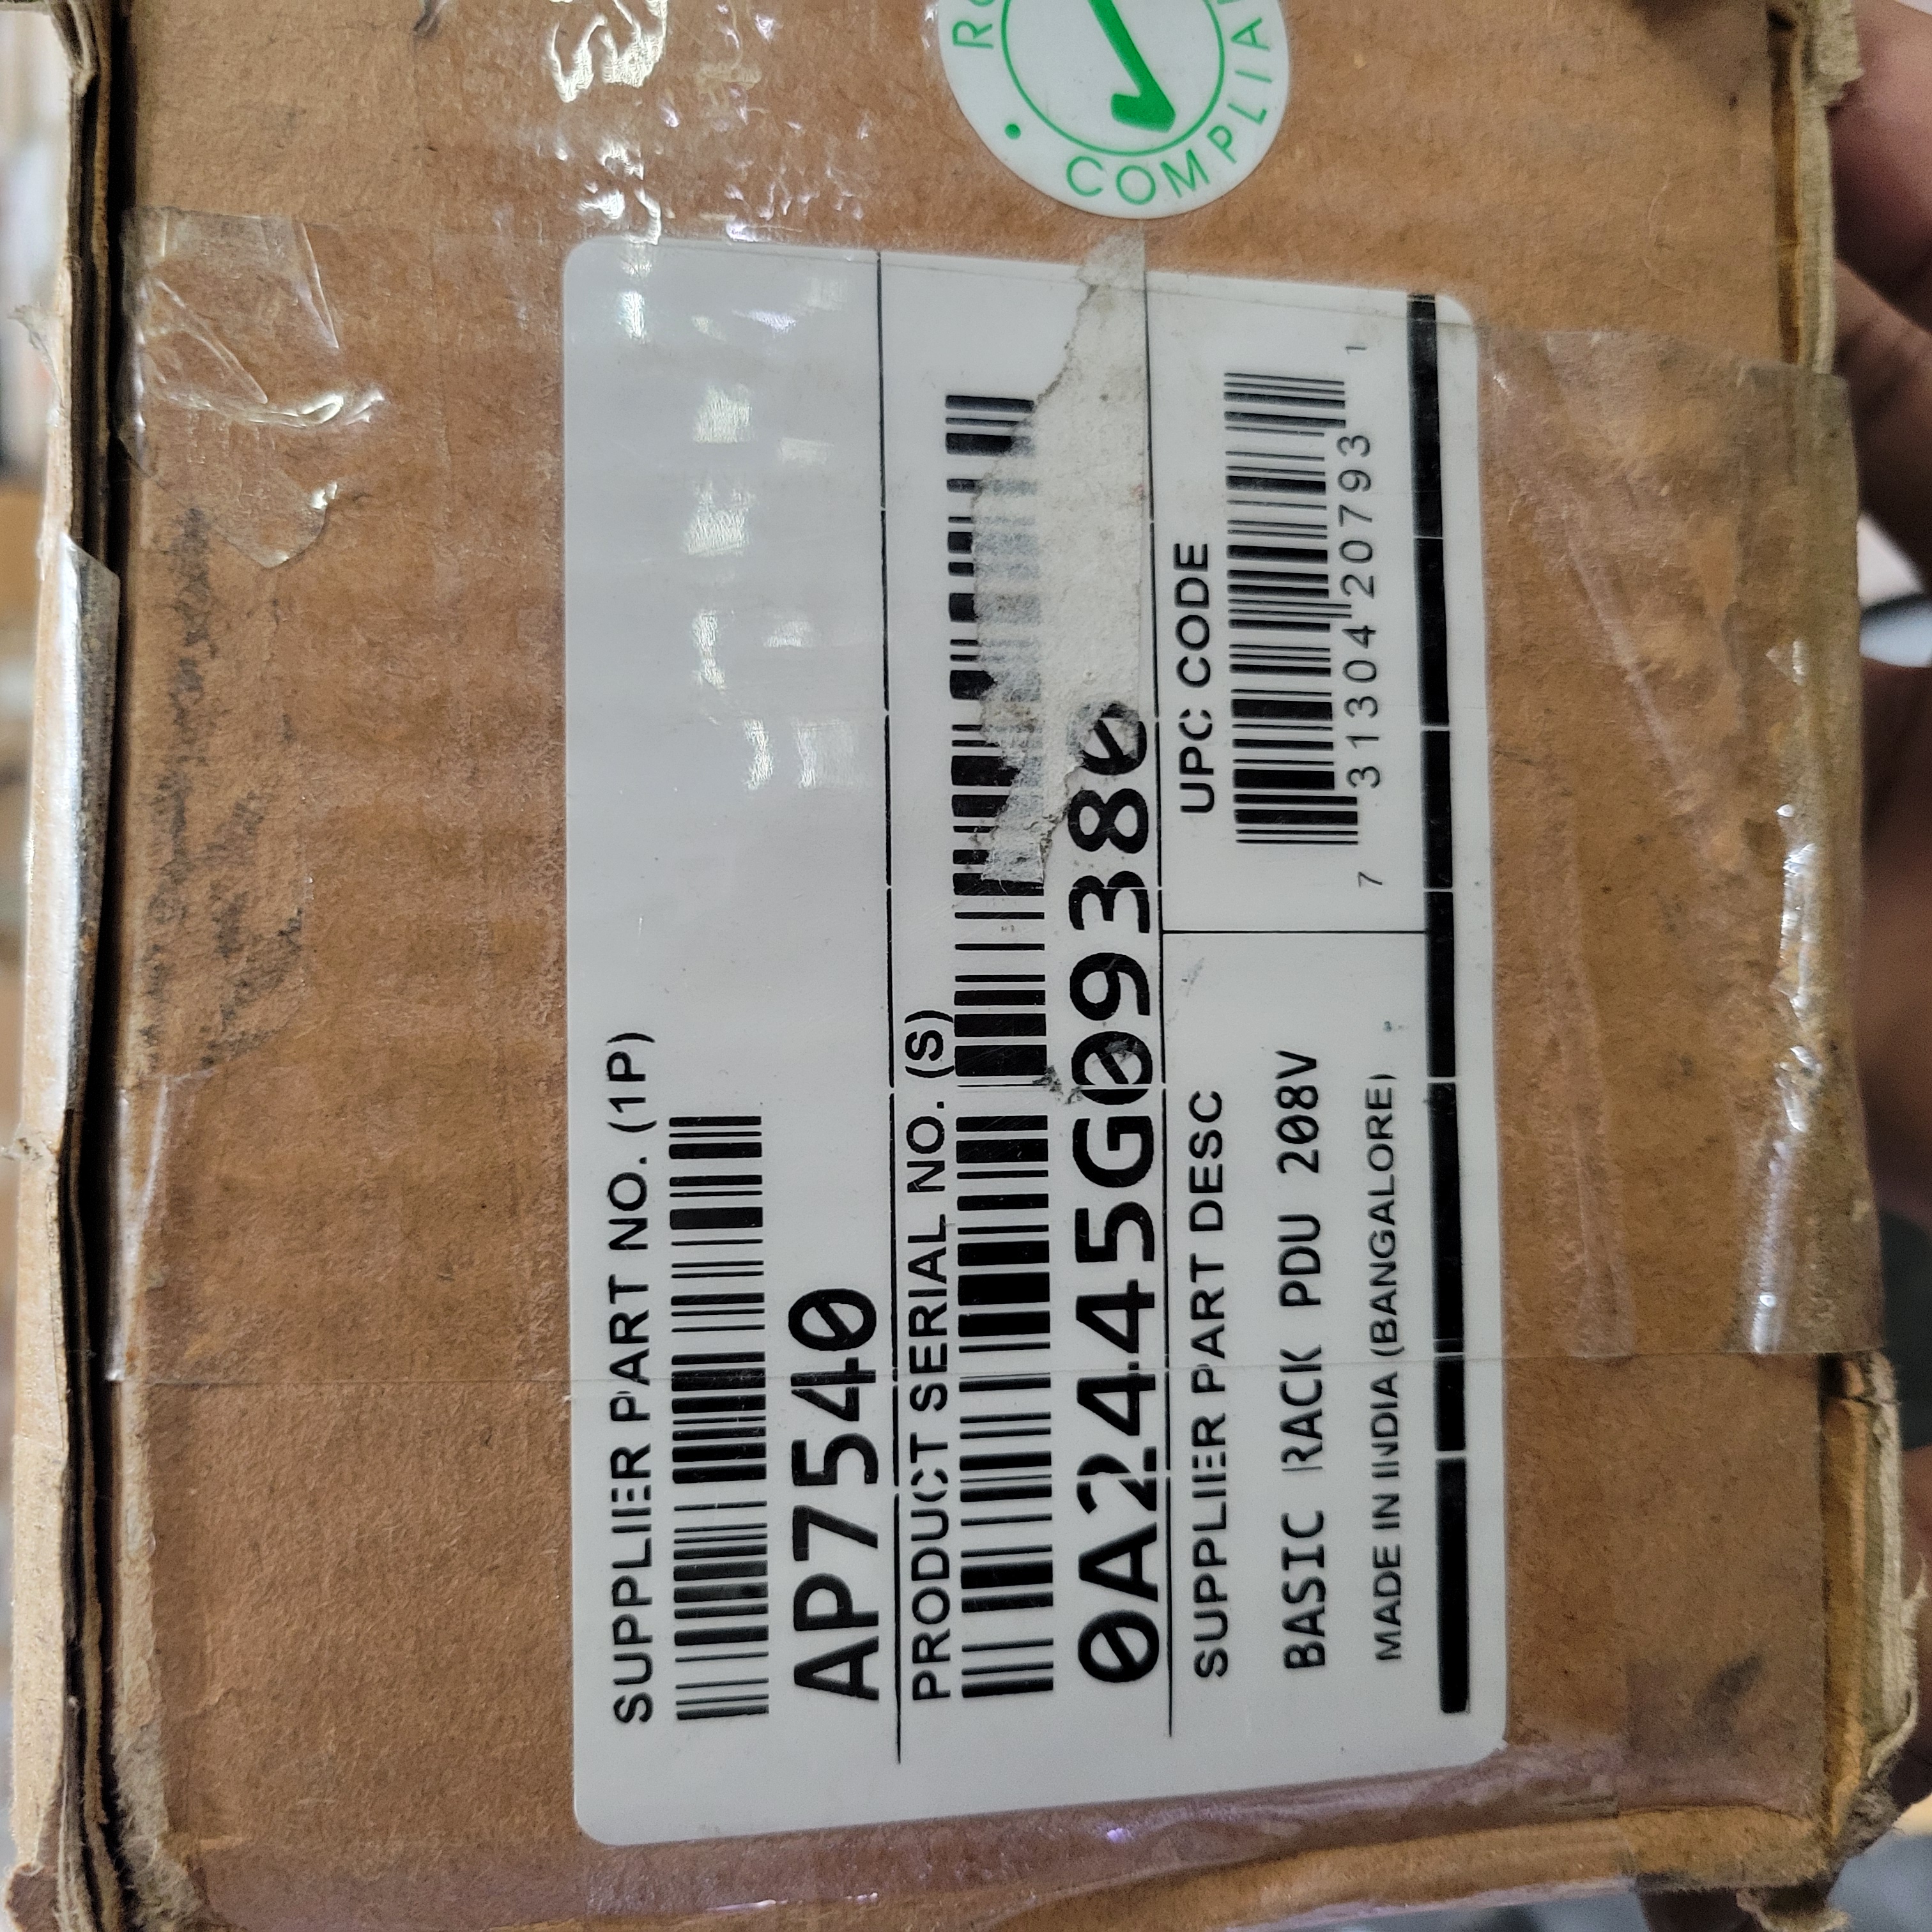 COMPLIA
SUPPLIER PART NO. (1P)
AP7540
PRODUCT SERIAL NO. (S)
0A2445G09380
SUPPLIER PART DESC
BASIC RACK PDU 208V
MADE IN INDIA (BANGALORE)
UPC CODE
7 31304 20793 1